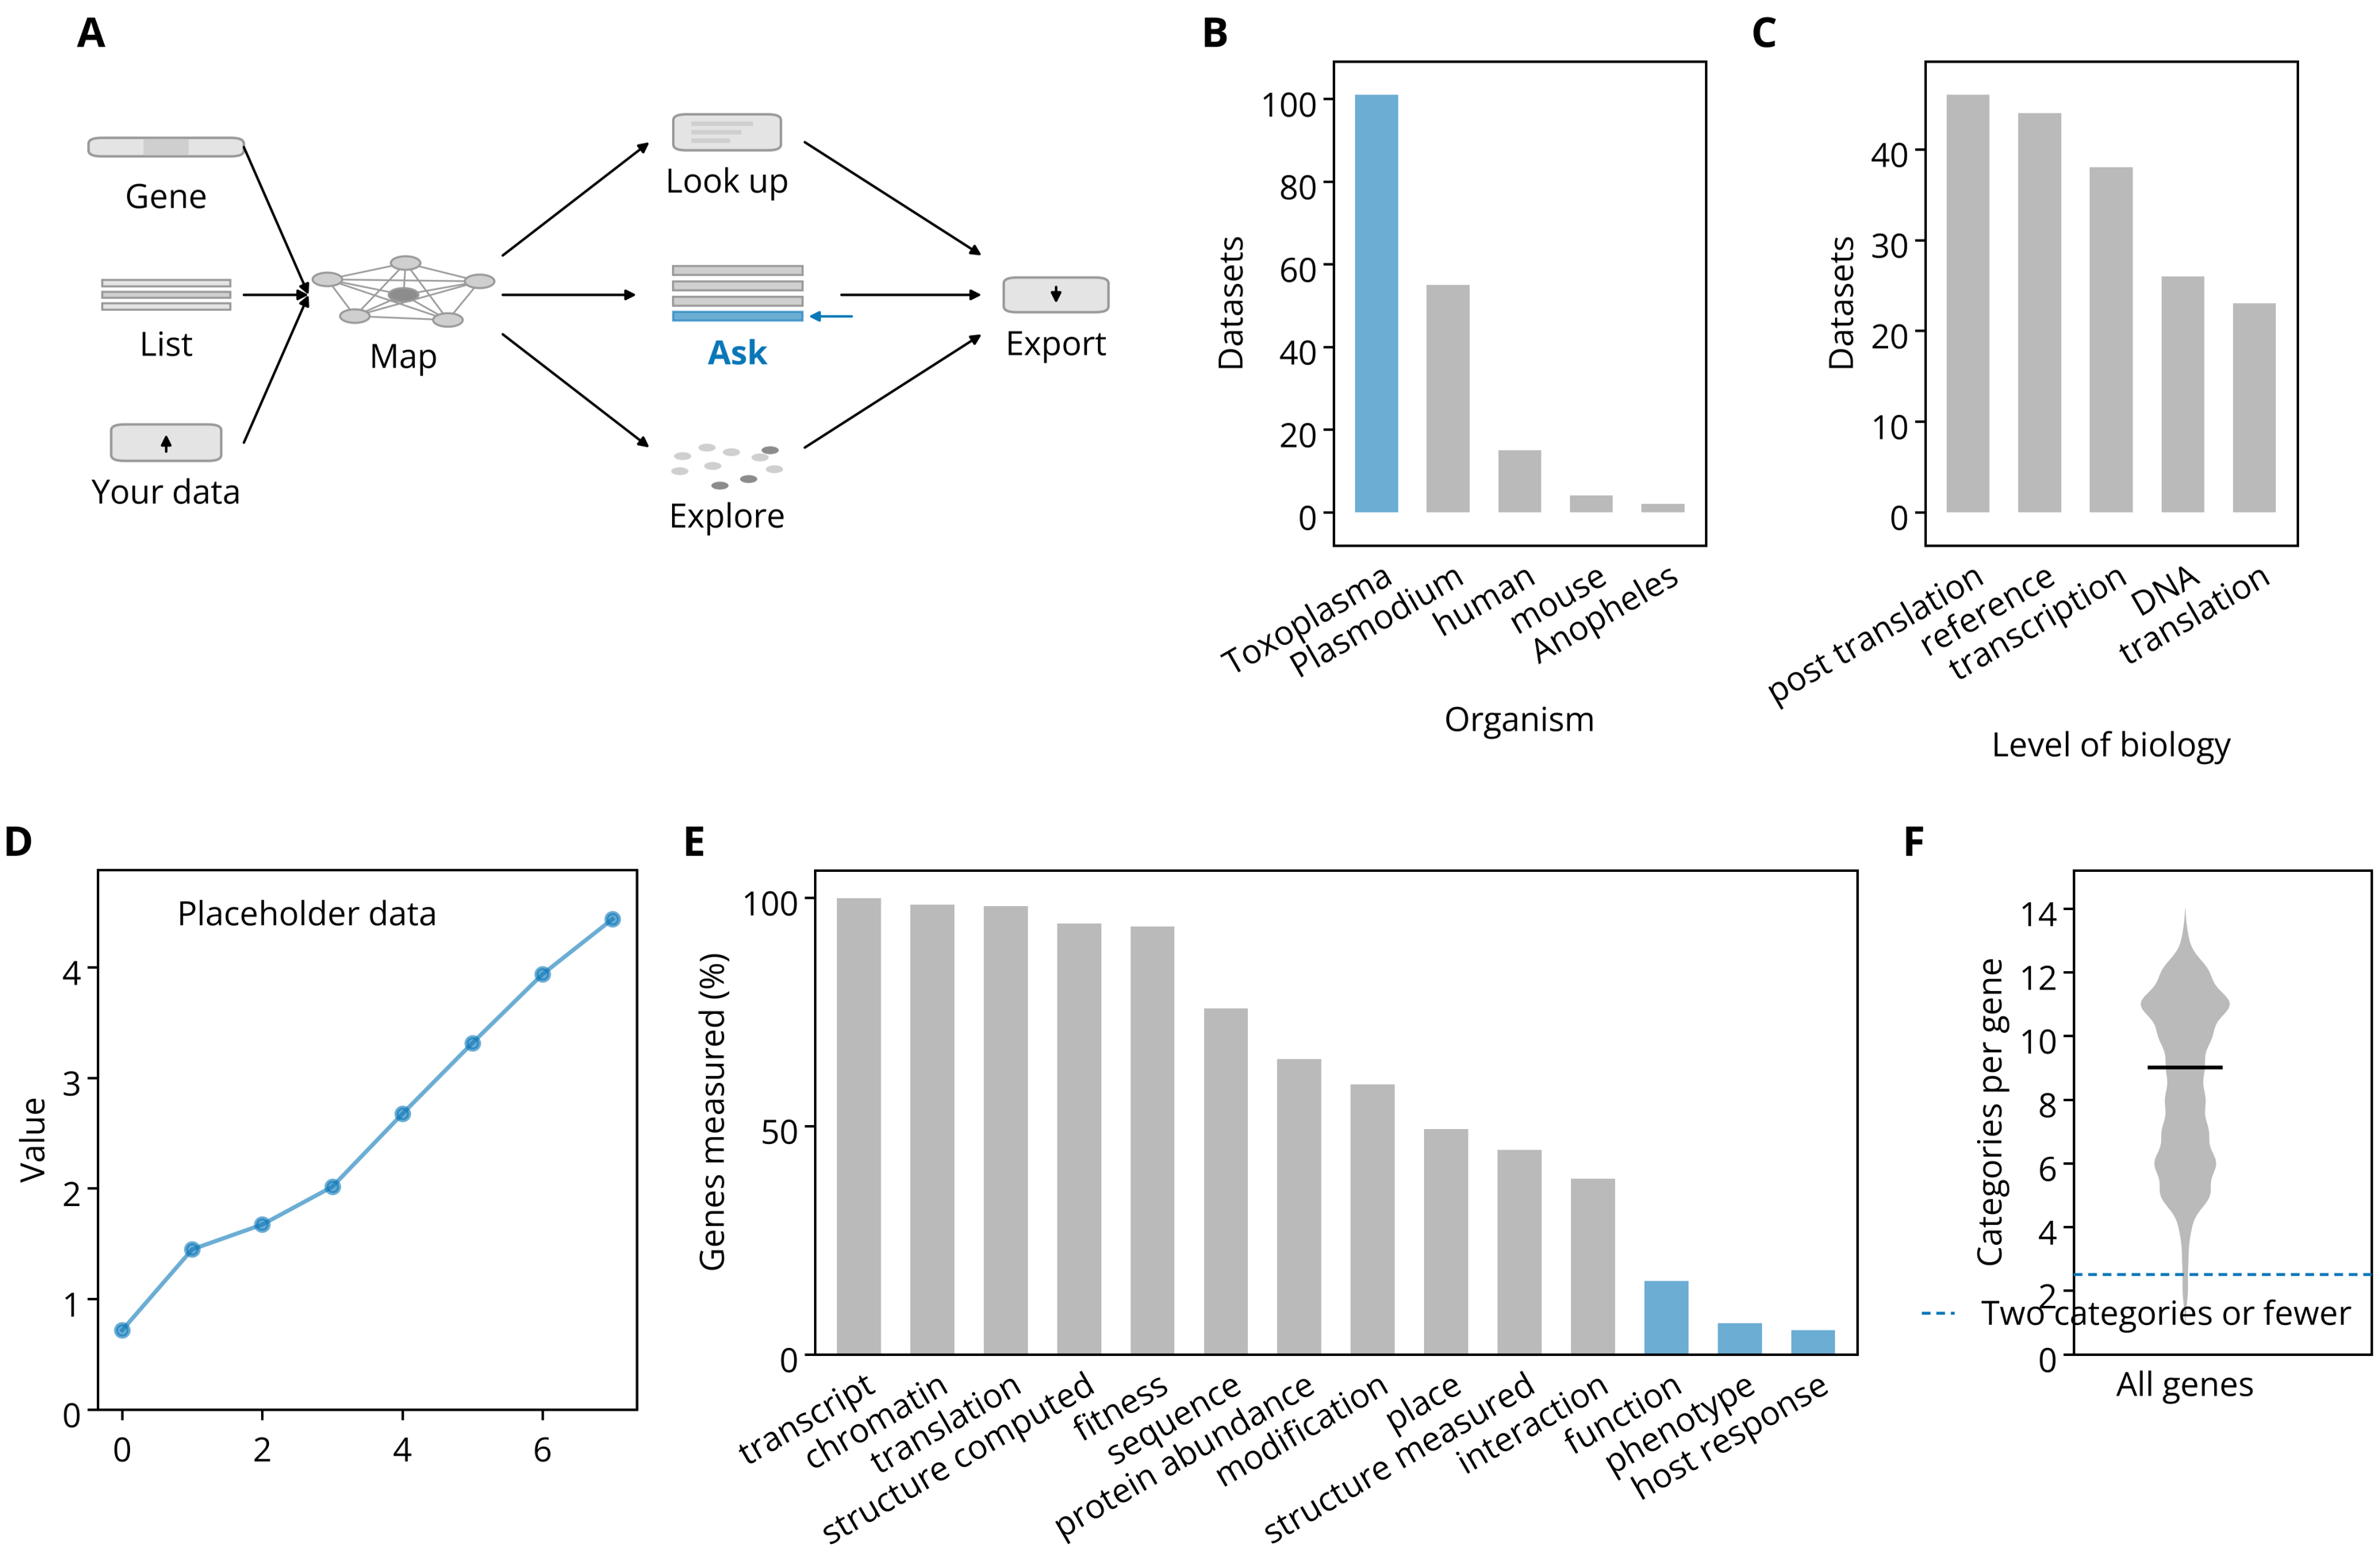 A
Gene
List
Your data
Map
Look up
Ask
Explore
Export
B
Datasets
100
80
60
40
20
0
Toxoplasma
Plasmodium
human
mouse
Anopheles
Organism
C
Datasets
40
30
20
10
0
post translation
reference
transcription
DNA
translation
Level of biology
D
Placeholder data
Value
4
3
2
1
0
0
2
4
6
E
Genes measured (%)
100
50
0
transcript
chromatin
translation
structure computed
fitness
sequence
protein abundance
modification
place
structure measured
interaction
function
phenotype
host response
F
Categories per gene
14
12
10
8
6
4
2
0
Two categories or fewer
All genes